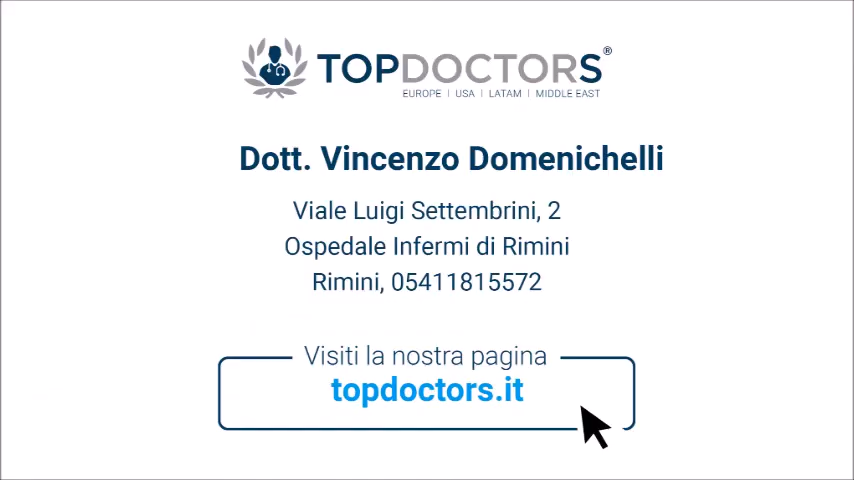 TOPDOCTORS®
EUROPE | USA | LATAM | MIDDLE EAST
Dott. Vincenzo Domenichelli
Viale Luigi Settembrini, 2
Ospedale Infermi di Rimini
Rimini, 05411815572
Visiti la nostra pagina
topdoctors.it